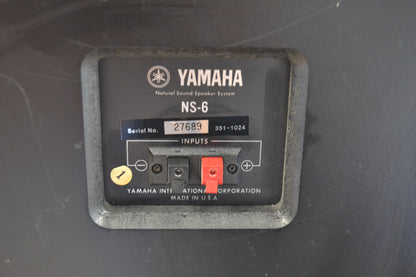 YAMAHA
Natural Sound Speaker System
NS-6
Serial No. 27689 351-1024
INPUTS
1
YAMAHA INTERNATIONAL CORPORATION
MADE IN U.S.A.